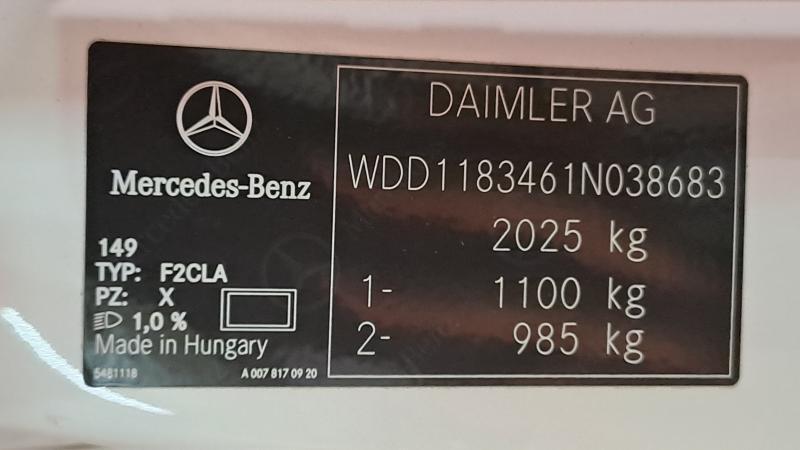 Mercedes-Benz
149
TYP: F2CLA
PZ: X
1,0 %
Made in Hungary
5481118 A 007 817 09 20
DAIMLER AG
WDD1183461N038683
2025 kg
1- 1100 kg
2- 985 kg